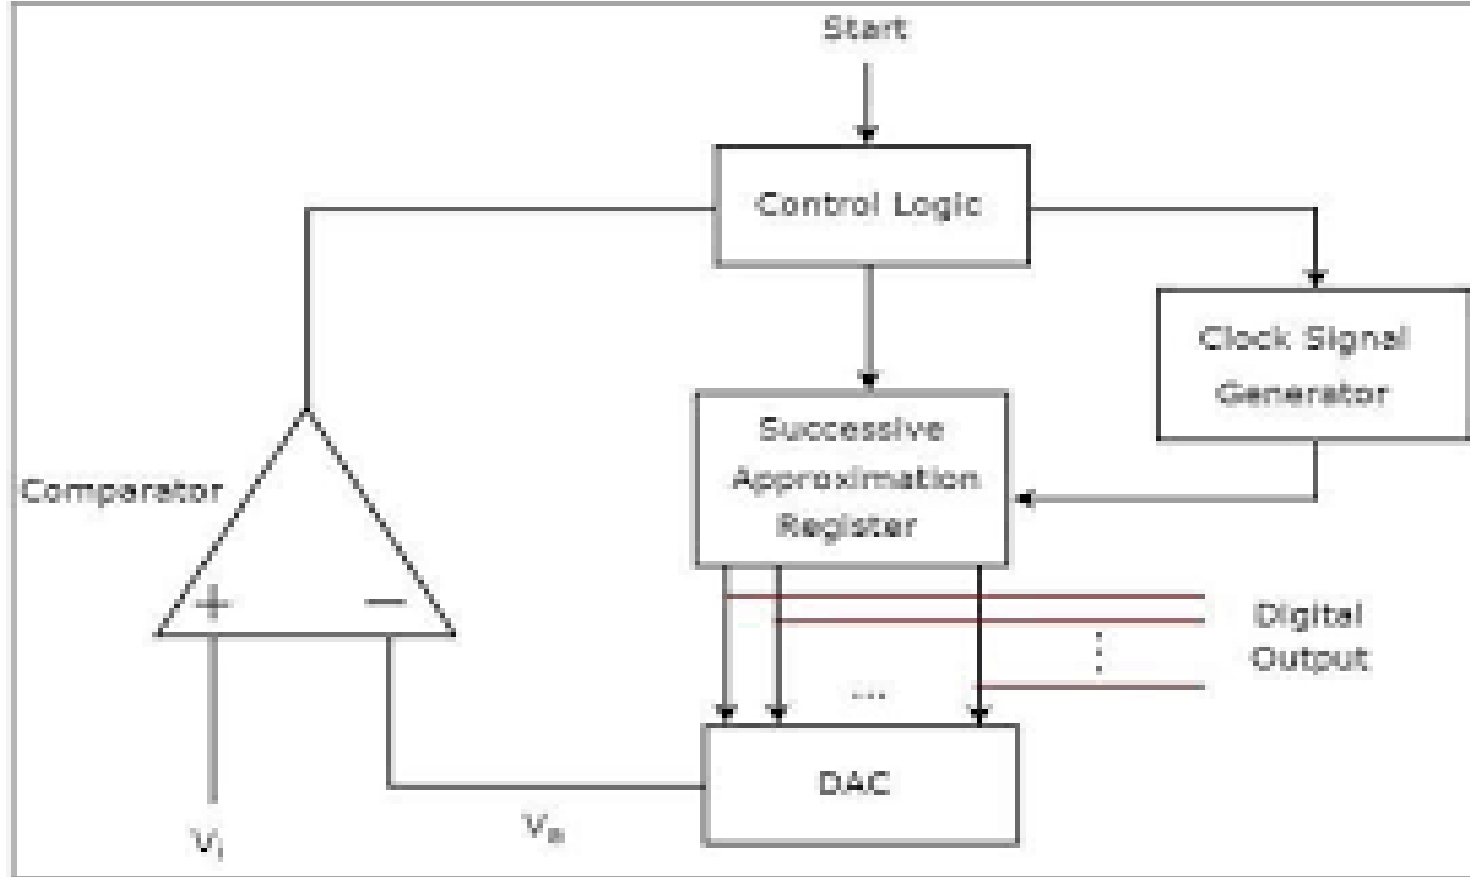 Start
Control Logic
Clock Signal
Generator
Successive
Approximation
Register
Comparator
+
−
Digital
Output
...
DAC
Va
Vi